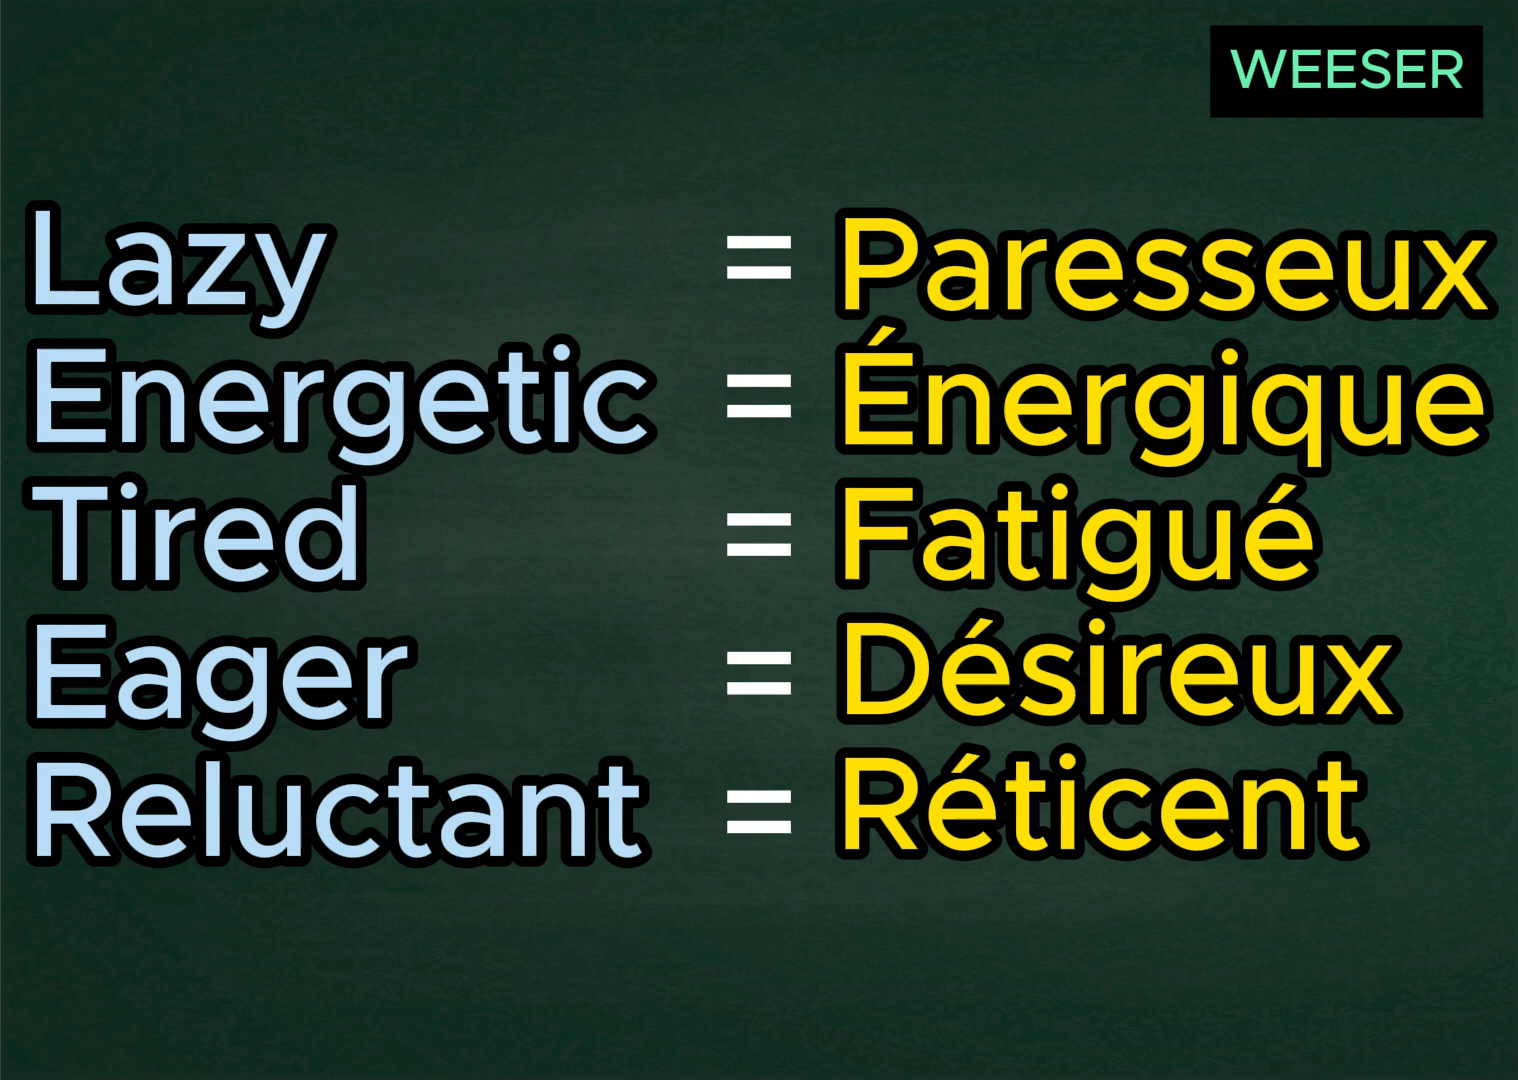 WEESER
Lazy = Paresseux
Energetic = Énergique
Tired = Fatigué
Eager = Désireux
Reluctant = Réticent